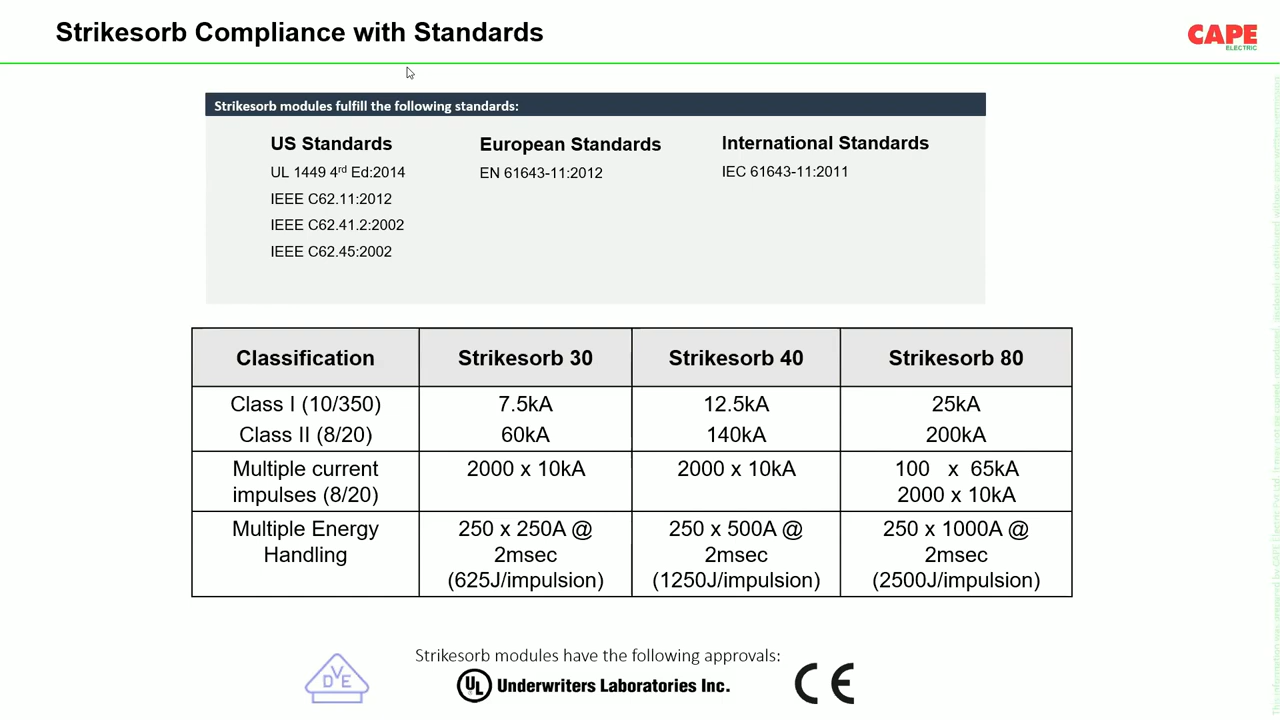 Strikesorb Compliance with Standards
CAPE
ELECTRIC
Strikesorb modules fulfill the following standards:
US Standards
UL 1449 4rd Ed:2014
IEEE C62.11:2012
IEEE C62.41.2:2002
IEEE C62.45:2002
European Standards
EN 61643-11:2012
International Standards
IEC 61643-11:2011
Classification Strikesorb 30 Strikesorb 40 Strikesorb 80
Class I (10/350) 7.5kA 12.5kA 25kA
Class II (8/20) 60kA 140kA 200kA
Multiple current 2000 x 10kA 2000 x 10kA 100 x 65kA
impulses (8/20) 2000 x 10kA
Multiple Energy 250 x 250A @ 250 x 500A @ 250 x 1000A @
Handling 2msec 2msec 2msec
(625J/impulsion) (1250J/impulsion) (2500J/impulsion)
Strikesorb modules have the following approvals:
VDE
UL Underwriters Laboratories Inc.
CE